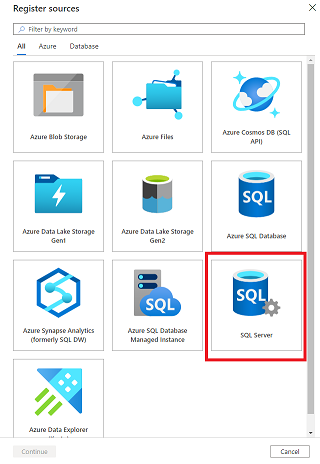 Register sources
Filter by keyword
All Azure Database
Azure Blob Storage
Azure Files
Azure Cosmos DB (SQL
API)
Azure Data Lake Storage
Gen1
Azure Data Lake Storage
Gen2
SQL
Azure SQL Database
Azure Synapse Analytics
(formerly SQL DW)
SQL
Azure SQL Database
Managed Instance
SQL
SQL Server
Azure Data Explorer
Continue
Cancel